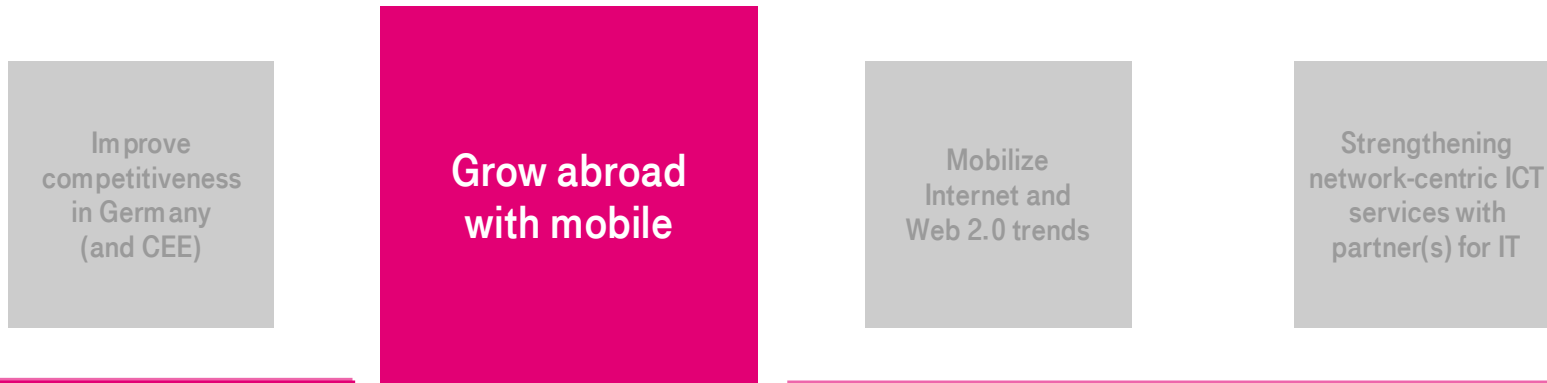 Improve
competitiveness
in Germany
(and CEE)
Grow abroad
with mobile
Mobilize
Internet and
Web 2.0 trends
Strengthening
network-centric ICT
services with
partner(s) for IT